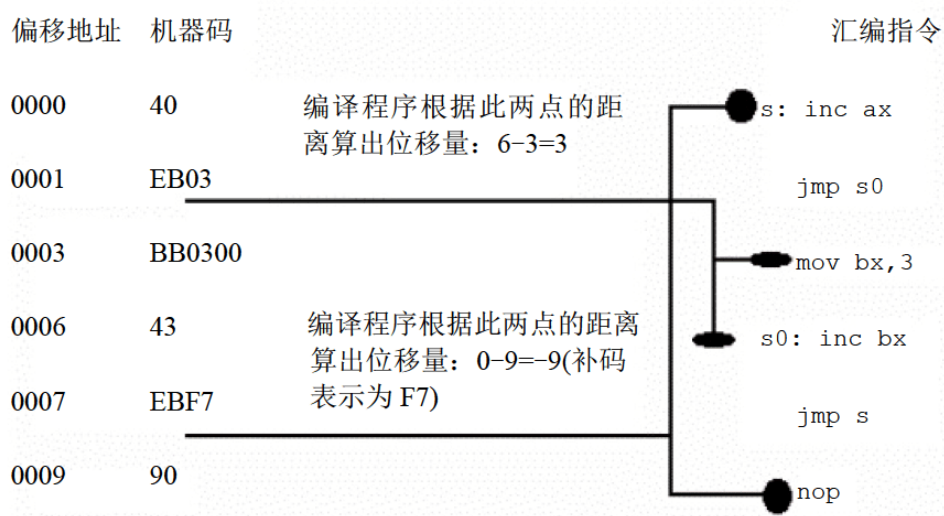 偏移地址 机器码 汇编指令
0000 40 s: inc ax
编译程序根据此两点的距
离算出位移量：6-3=3
0001 EB03 jmp s0
0003 BB0300 mov bx,3
0006 43 s0: inc bx
编译程序根据此两点的距离
算出位移量：0-9=-9(补码
表示为 F7)
0007 EBF7 jmp s
0009 90 nop